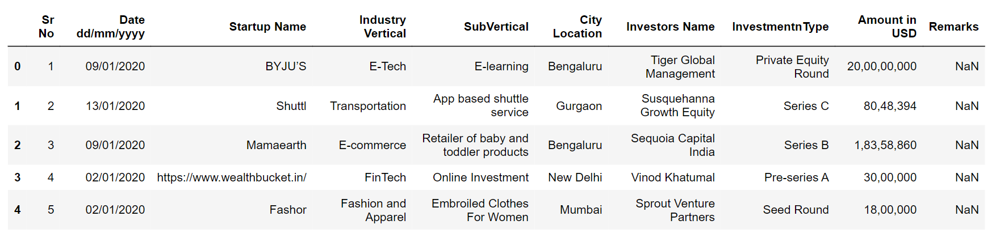 Sr No Date dd/mm/yyyy Startup Name Industry Vertical SubVertical City Location Investors Name InvestmentnType Amount in USD Remarks
0 1 09/01/2020 BYJU’S E-Tech E-learning Bengaluru Tiger Global Management Private Equity Round 20,00,00,000 NaN
1 2 13/01/2020 Shuttl Transportation App based shuttle service Gurgaon Susquehanna Growth Equity Series C 80,48,394 NaN
2 3 09/01/2020 Mamaearth E-commerce Retailer of baby and toddler products Bengaluru Sequoia Capital India Series B 1,83,58,860 NaN
3 4 02/01/2020 https://www.wealthbucket.in/ FinTech Online Investment New Delhi Vinod Khatumal Pre-series A 30,00,000 NaN
4 5 02/01/2020 Fashor Fashion and Apparel Embroiled Clothes For Women Mumbai Sprout Venture Partners Seed Round 18,00,000 NaN